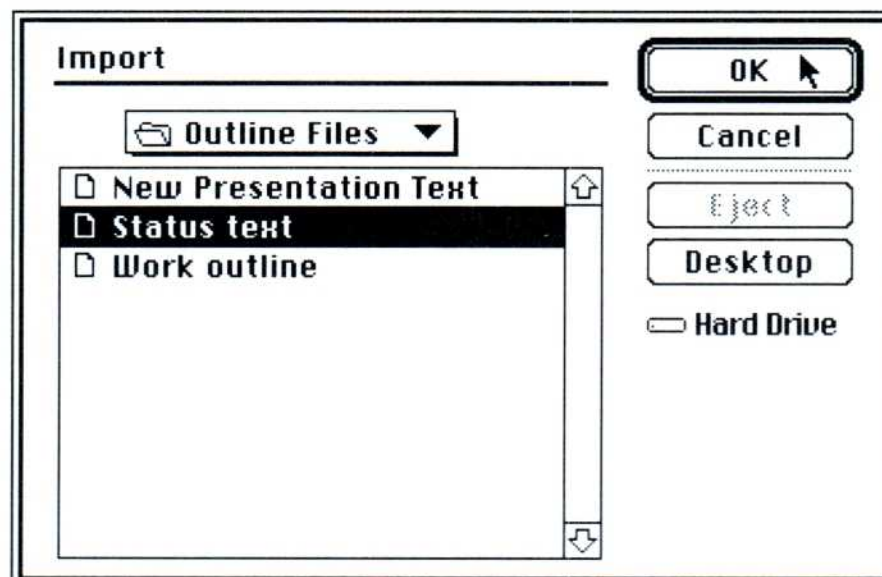 Import
Outline Files
New Presentation Text
Status text
Work outline
OK
Cancel
Eject
Desktop
Hard Drive